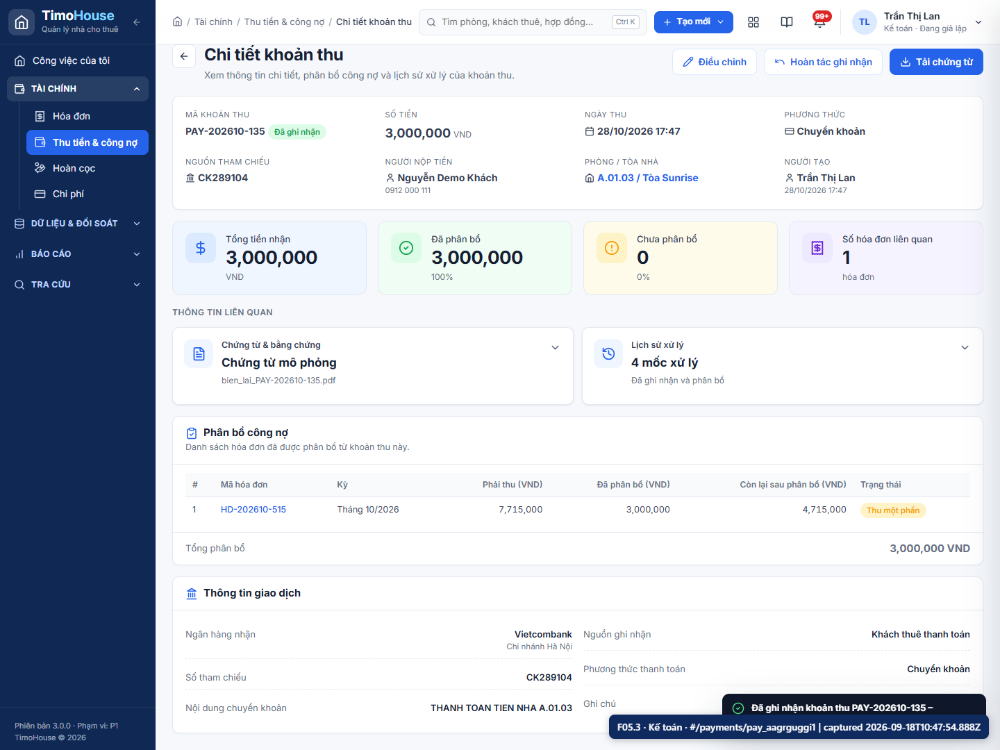 TimoHouse
Quản lý nhà cho thuê
Công việc của tôi
TÀI CHÍNH
Hóa đơn
Thu tiền & công nợ
Hoàn cọc
Chi phí
DỮ LIỆU & ĐỐI SOÁT
BÁO CÁO
TRA CỨU
Phiên bản 3.0.0 · Phạm vi: P1
TimoHouse © 2026
/ Tài chính / Thu tiền & công nợ / Chi tiết khoản thu
Tìm phòng, khách thuê, hợp đồng...
Ctrl K
Tạo mới
99+
TL
Trần Thị Lan
Kế toán · Đang giả lập
Chi tiết khoản thu
Xem thông tin chi tiết, phân bổ công nợ và lịch sử xử lý của khoản thu.
Điều chỉnh
Hoàn tác ghi nhận
Tải chứng từ
MÃ KHOẢN THU
PAY-202610-135 Đã ghi nhận
SỐ TIỀN
3,000,000 VND
NGÀY THU
28/10/2026 17:47
PHƯƠNG THỨC
Chuyển khoản
NGUỒN THAM CHIẾU
CK289104
NGƯỜI NỘP TIỀN
Nguyễn Demo Khách
0912 000 111
PHÒNG / TÒA NHÀ
A.01.03 / Tòa Sunrise
NGƯỜI TẠO
Trần Thị Lan
28/10/2026 17:47
Tổng tiền nhận
3,000,000
VND
Đã phân bổ
3,000,000
100%
Chưa phân bổ
0
0%
Số hóa đơn liên quan
1
hóa đơn
THÔNG TIN LIÊN QUAN
Chứng từ & bằng chứng
Chứng từ mô phỏng
bien_lai_PAY-202610-135.pdf
Lịch sử xử lý
4 mốc xử lý
Đã ghi nhận và phân bổ
Phân bổ công nợ
Danh sách hóa đơn đã được phân bổ từ khoản thu này.
# Mã hóa đơn Kỳ Phải thu (VND) Đã phân bổ (VND) Còn lại sau phân bổ (VND) Trạng thái
1 HD-202610-515 Tháng 10/2026 7,715,000 3,000,000 4,715,000 Thu một phần
Tổng phân bổ 3,000,000 VND
Thông tin giao dịch
Ngân hàng nhận Vietcombank
Chi nhánh Hà Nội
Số tham chiếu CK289104
Nội dung chuyển khoản THANH TOAN TIEN NHA A.01.03
Nguồn ghi nhận Khách thuê thanh toán
Phương thức thanh toán Chuyển khoản
Ghi chú
Đã ghi nhận khoản thu PAY-202610-135 –
F05.3 · Kế toán · #/payments/pay_aagrguggi1 | captured 2026-09-18T10:47:54.888Z